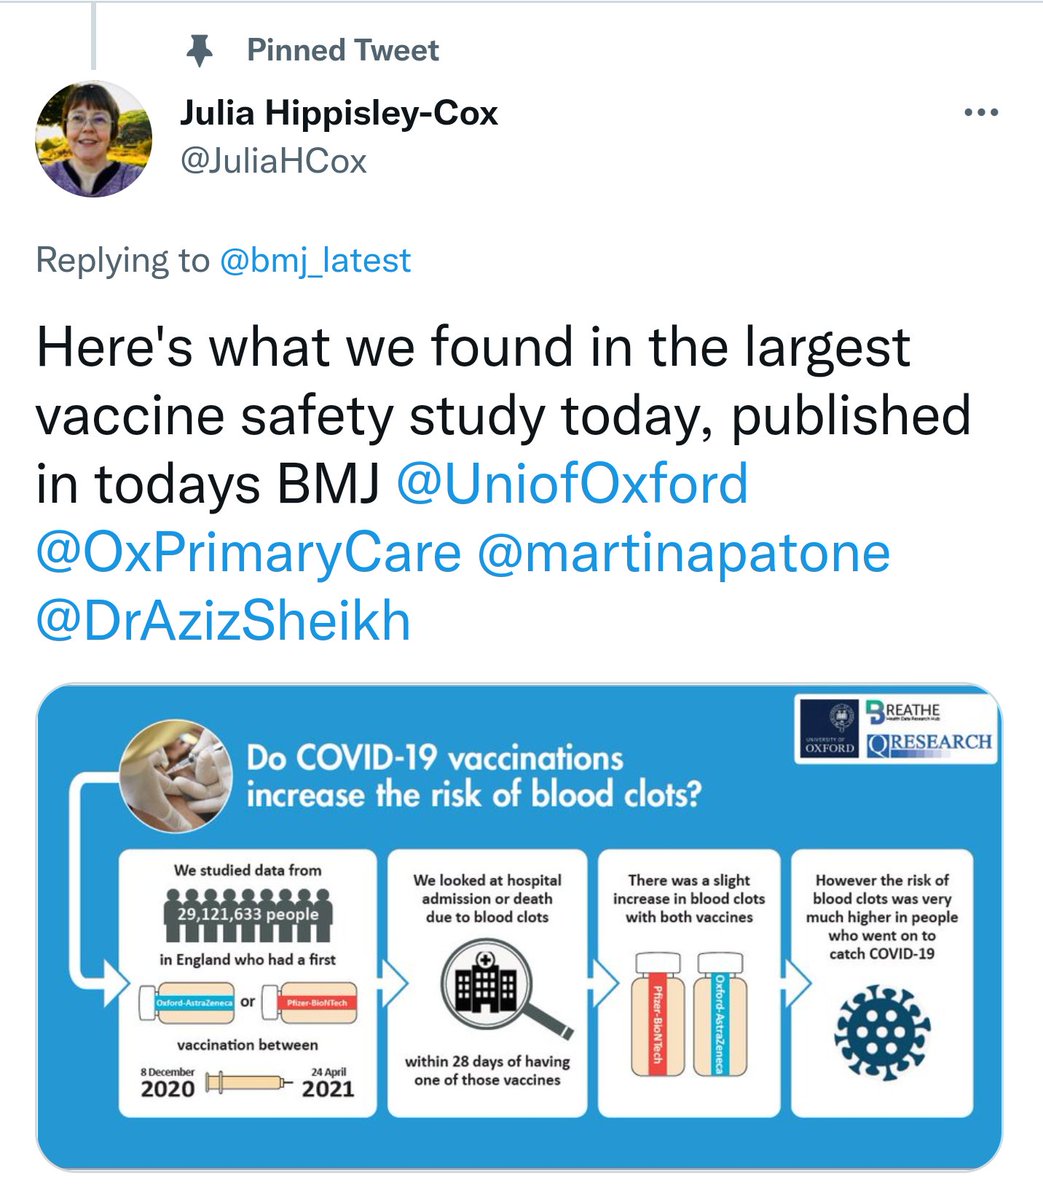 Pinned Tweet
Julia Hippisley-Cox
@JuliaHCox
Replying to @bmj_latest
Here's what we found in the largest
vaccine safety study today, published
in todays BMJ @UniofOxford
@OxPrimaryCare @martinapatone
@DrAzizSheikh
UNIVERSITY OF
OXFORD
BREATHE
Health Data Research Hub
QRESEARCH
Do COVID-19 vaccinations
increase the risk of blood clots?
We studied data from
29,121,633 people
in England who had a first
Oxford-AstraZeneca or Pfizer-BioNTech
vaccination between
8 December
2020
24 April
2021
We looked at hospital
admission or death
due to blood clots
within 28 days of having
one of those vaccines
There was a slight
increase in blood clots
with both vaccines
Pfizer-BioNTech
Oxford-AstraZeneca
However the risk of
blood clots was very
much higher in people
who went on to
catch COVID-19